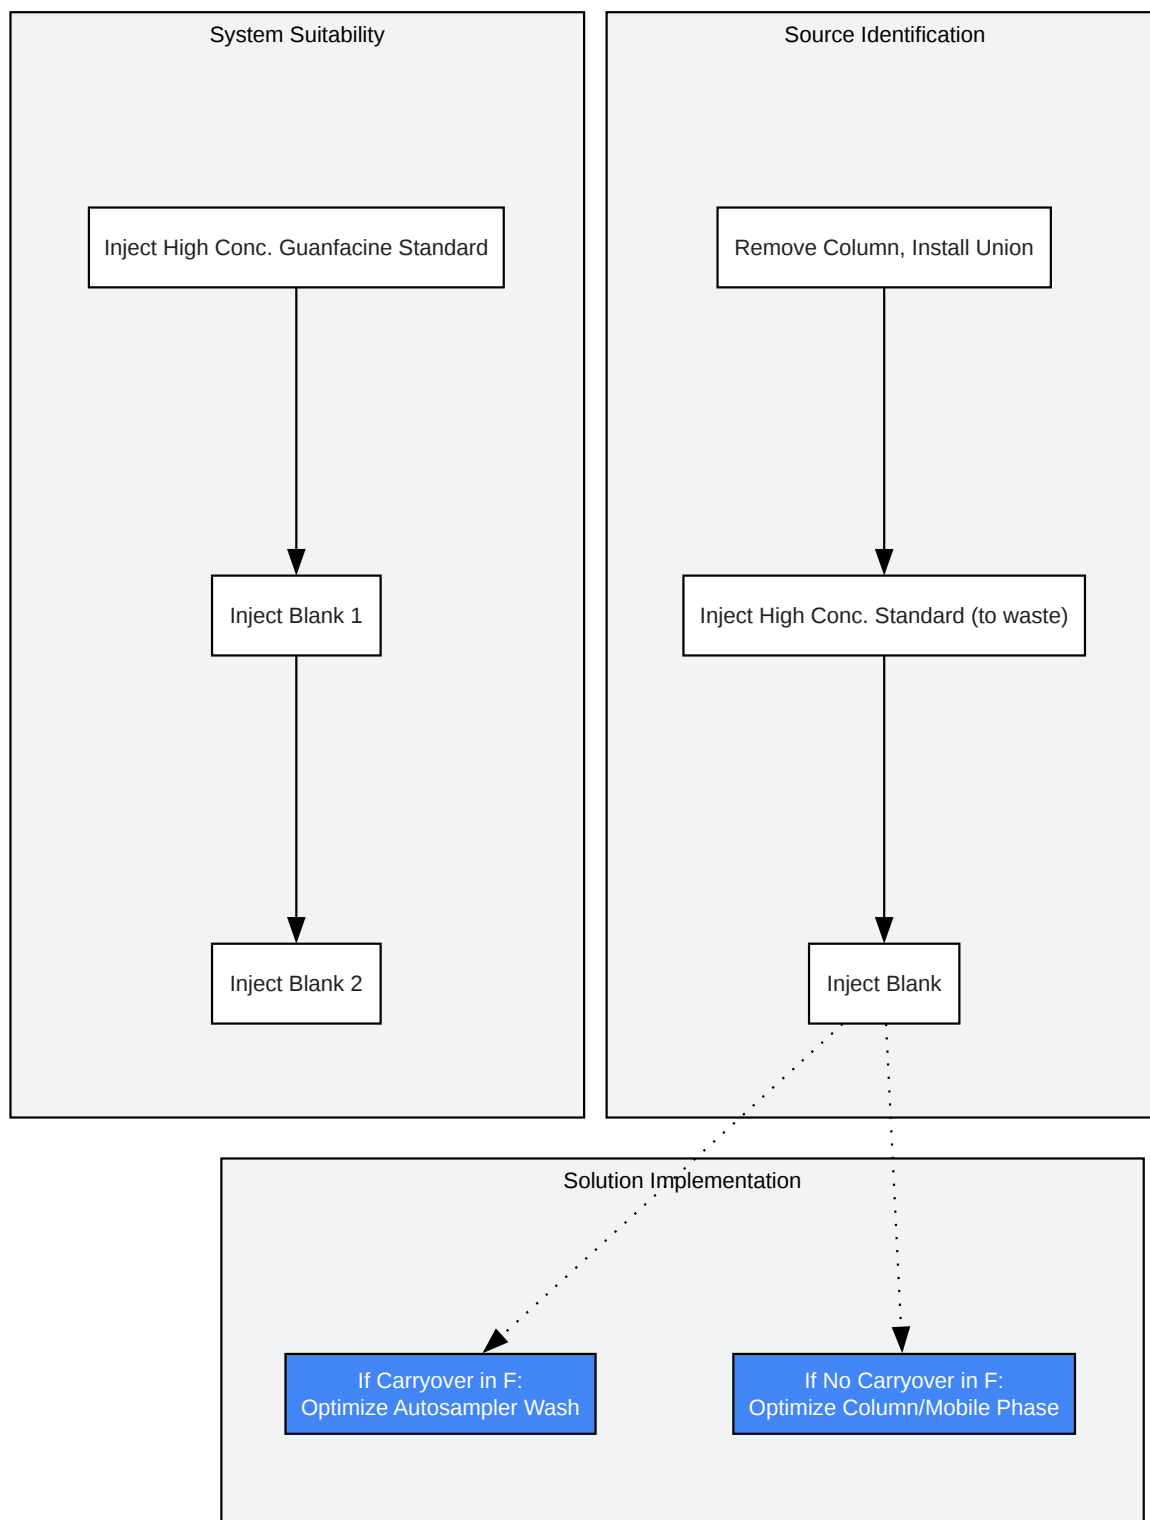 System Suitability
Inject High Conc. Guanfacine Standard
Inject Blank 1
Inject Blank 2
Source Identification
Remove Column, Install Union
Inject High Conc. Standard (to waste)
Inject Blank
Solution Implementation
If Carryover in F:
Optimize Autosampler Wash
If No Carryover in F:
Optimize Column/Mobile Phase